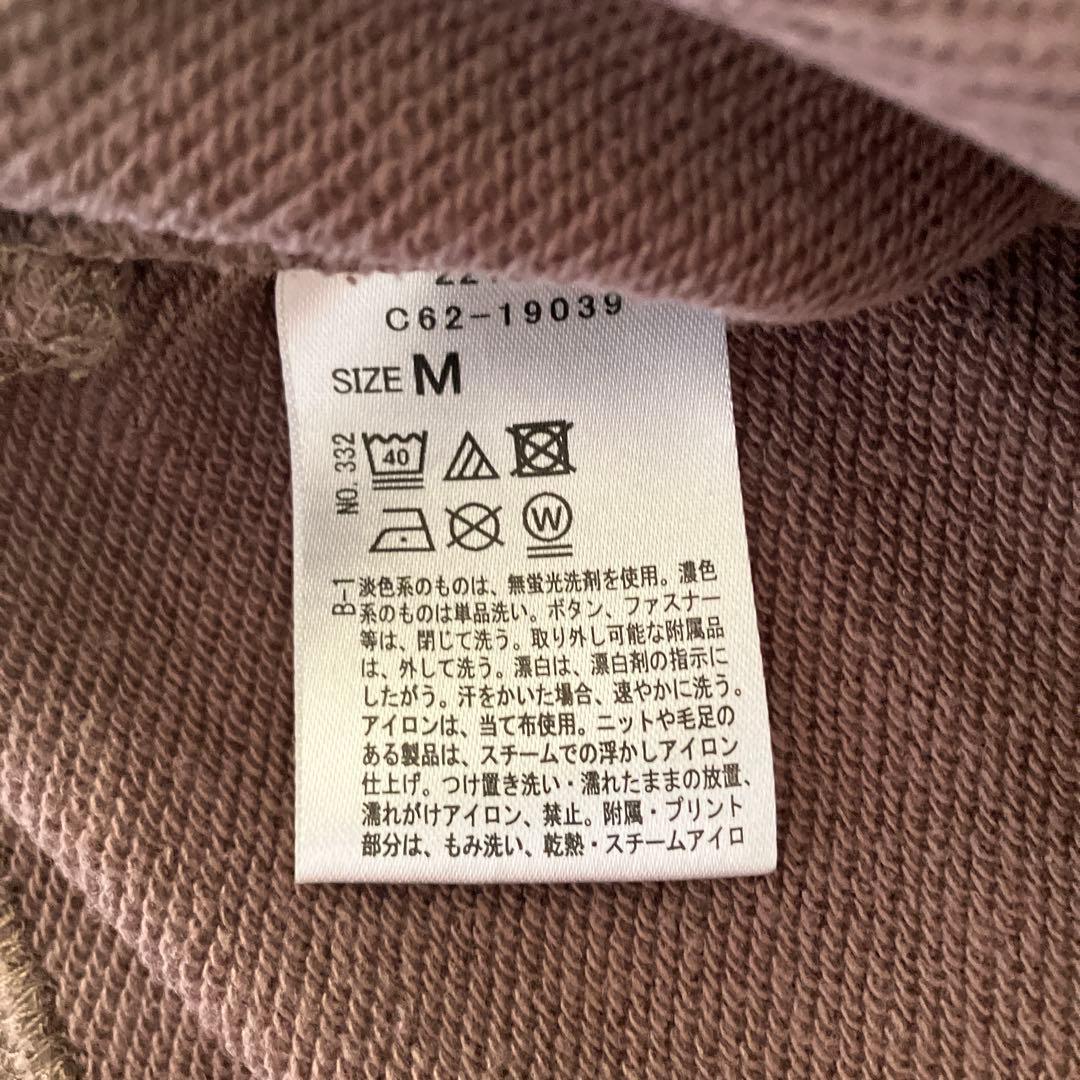 C62-19039
SIZE M
NO. 332
40
W
B-1
淡色系のものは、無蛍光洗剤を使用。濃色
系のものは単品洗い。ボタン、ファスナー
等は、閉じて洗う。取り外し可能な附属品
は、外して洗う。漂白は、漂白剤の指示に
したがう。汗をかいた場合、速やかに洗う。
アイロンは、当て布使用。ニットや毛足の
ある製品は、スチームでの浮かしアイロン
仕上げ。つけ置き洗い・濡れたままの放置、
濡れがけアイロン、禁止。附属・プリント
部分は、もみ洗い、乾熱・スチームアイロ